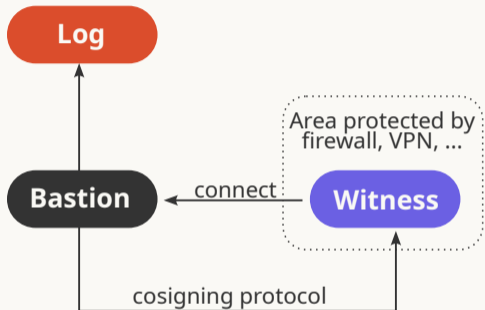 Log
Area protected by
firewall, VPN, ...
Bastion
connect
Witness
cosigning protocol